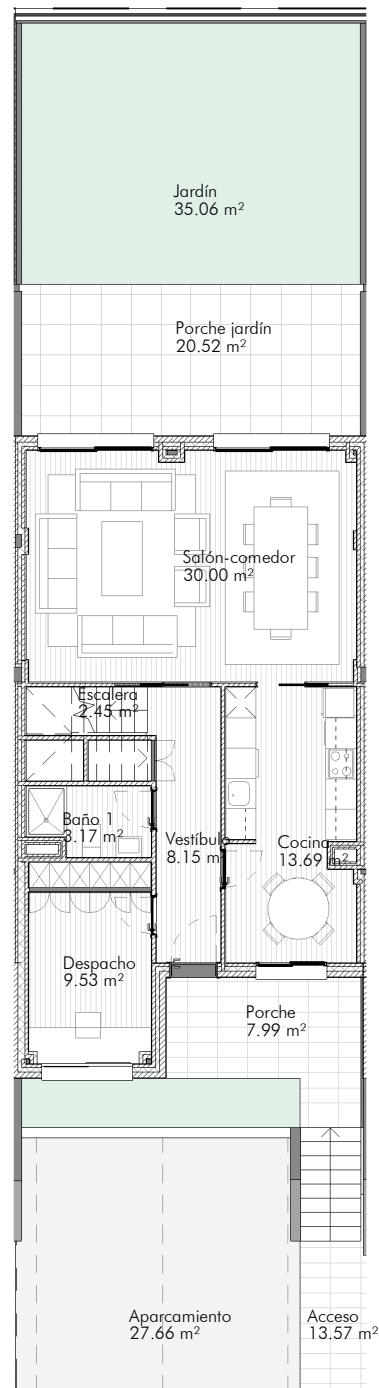 Jardín
35.06 m²
Porche jardín
20.52 m²
Salón-comedor
30.00 m²
Escalera
2.45 m²
Baño 1
3.17 m²
Vestíbulo
8.15 m²
Cocina
13.69 m²
Despacho
9.53 m²
Porche
7.99 m²
Aparcamiento
27.66 m²
Acceso
13.57 m²